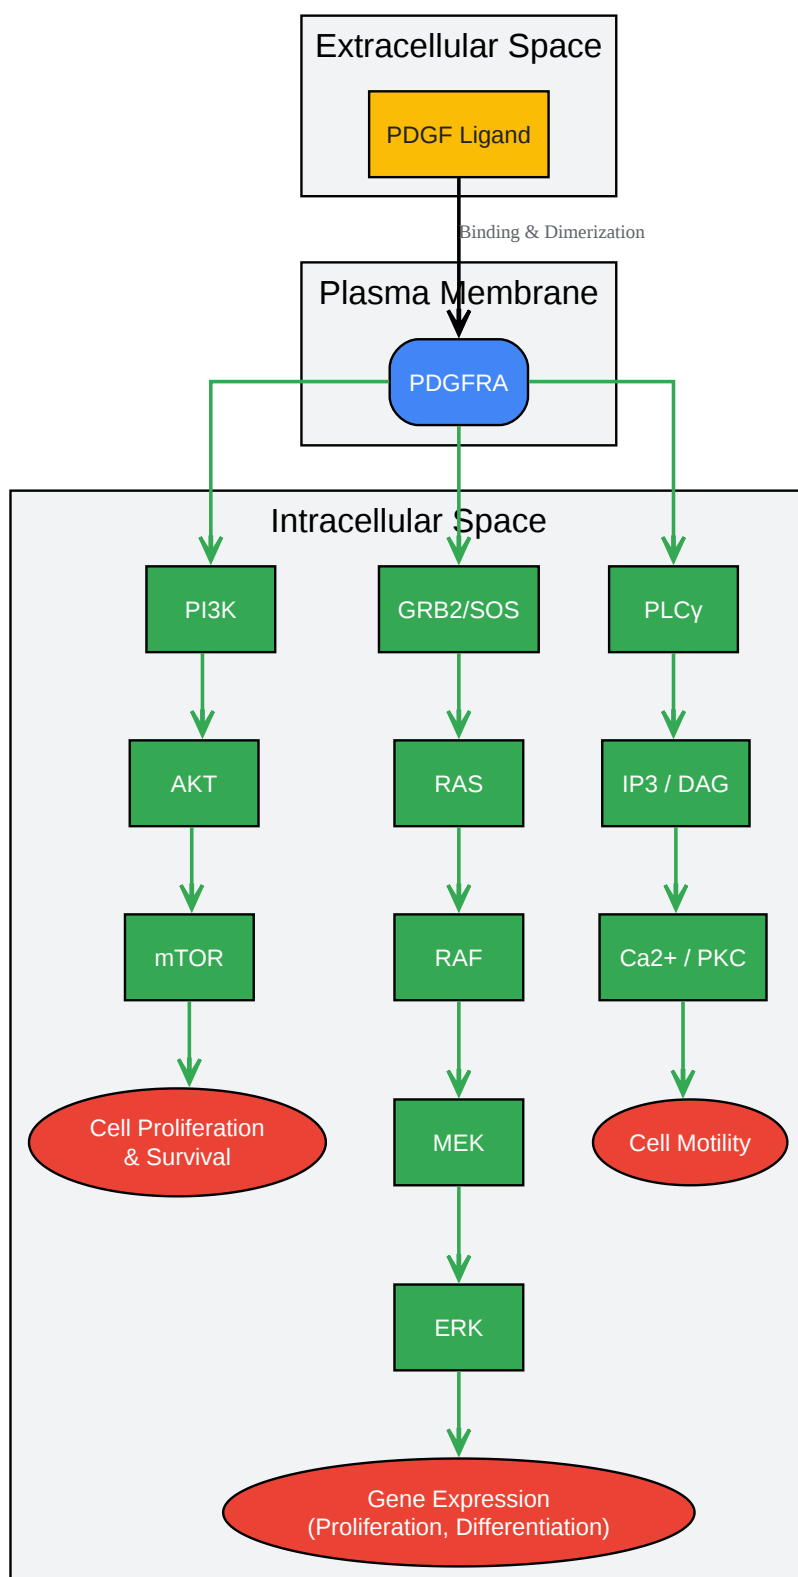 Extracellular Space
PDGF Ligand
Binding & Dimerization
Plasma Membrane
PDGFRA
Intracellular Space
PI3K
GRB2/SOS
PLCγ
AKT
RAS
IP3 / DAG
mTOR
RAF
Ca2+ / PKC
Cell Proliferation
& Survival
MEK
Cell Motility
ERK
Gene Expression
(Proliferation, Differentiation)